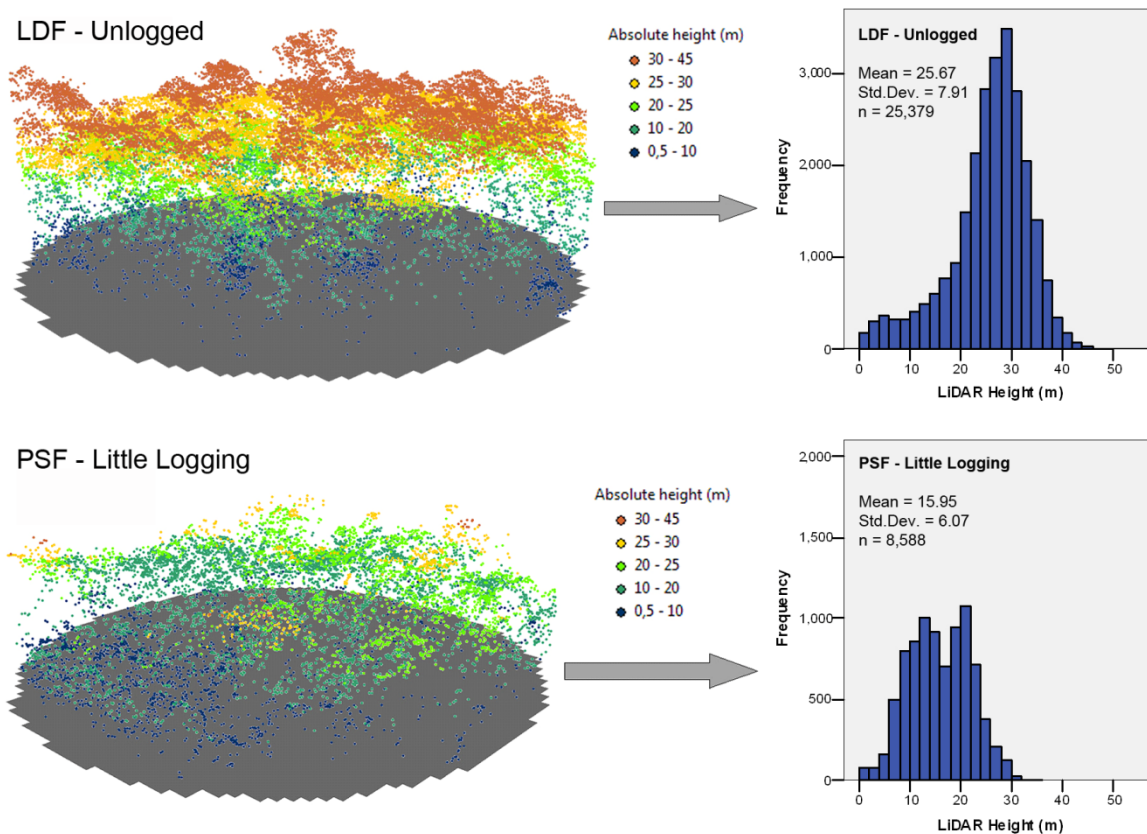 LDF - Unlogged
Absolute height (m)
30 - 45
25 - 30
20 - 25
10 - 20
0,5 - 10
LDF - Unlogged
Mean = 25.67
Std.Dev. = 7.91
n = 25,379
Frequency
3,000
2,000
1,000
0
0 10 20 30 40 50
LiDAR Height (m)
PSF - Little Logging
Absolute height (m)
30 - 45
25 - 30
20 - 25
10 - 20
0,5 - 10
PSF - Little Logging
Mean = 15.95
Std.Dev. = 6.07
n = 8,588
Frequency
2,000
1,500
1,000
500
0
0 10 20 30 40 50
LiDAR Height (m)